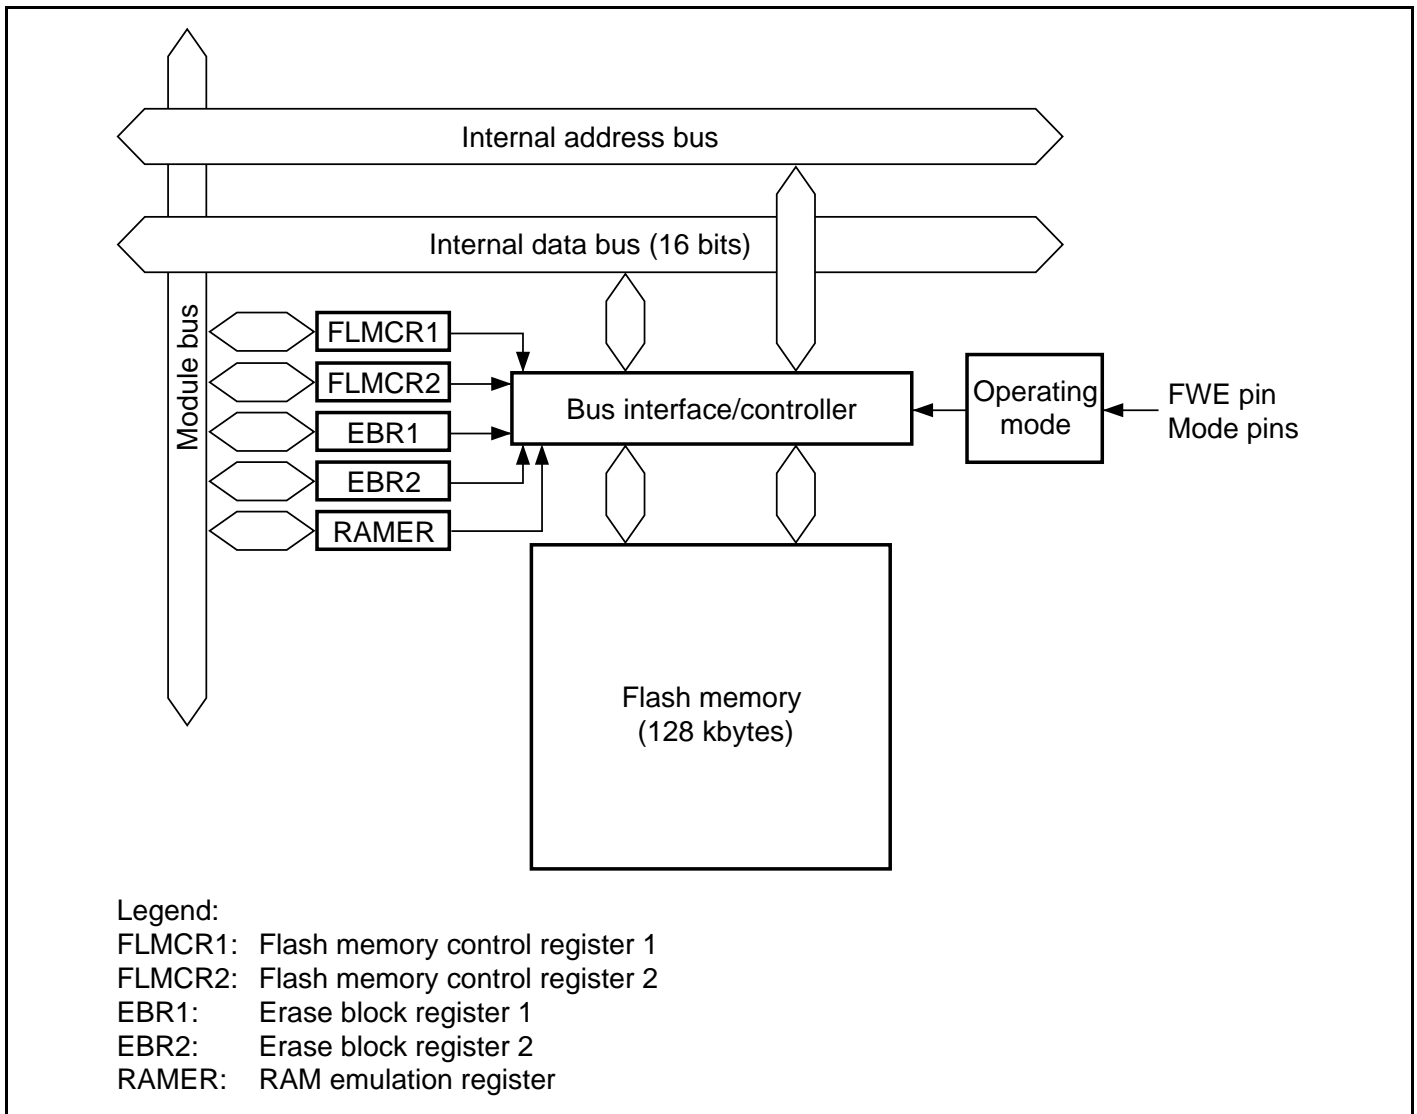 Internal address bus
Internal data bus (16 bits)
Module bus
FLMCR1
FLMCR2
EBR1
EBR2
RAMER
Bus interface/controller
Operating
mode
FWE pin
Mode pins
Flash memory
(128 kbytes)
Legend:
FLMCR1: Flash memory control register 1
FLMCR2: Flash memory control register 2
EBR1: Erase block register 1
EBR2: Erase block register 2
RAMER: RAM emulation register